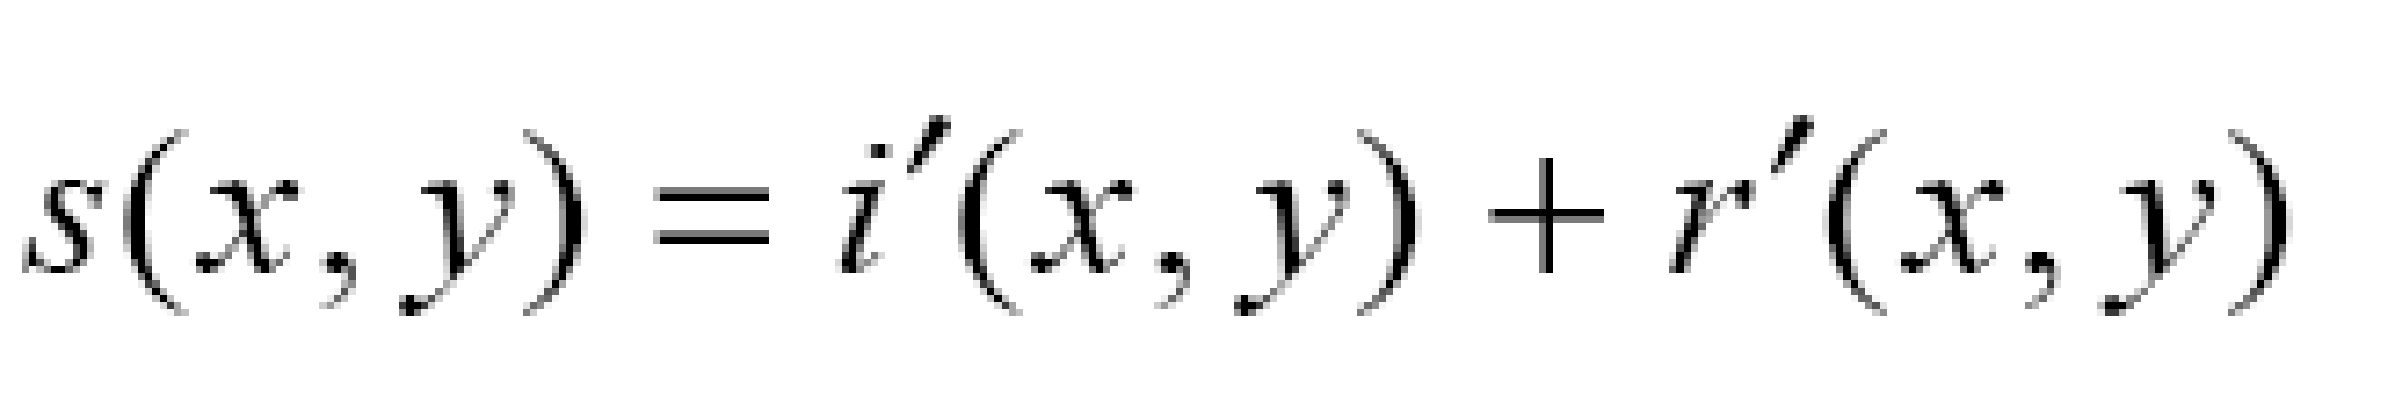 s(x, y) = i′(x, y) + r′(x, y)